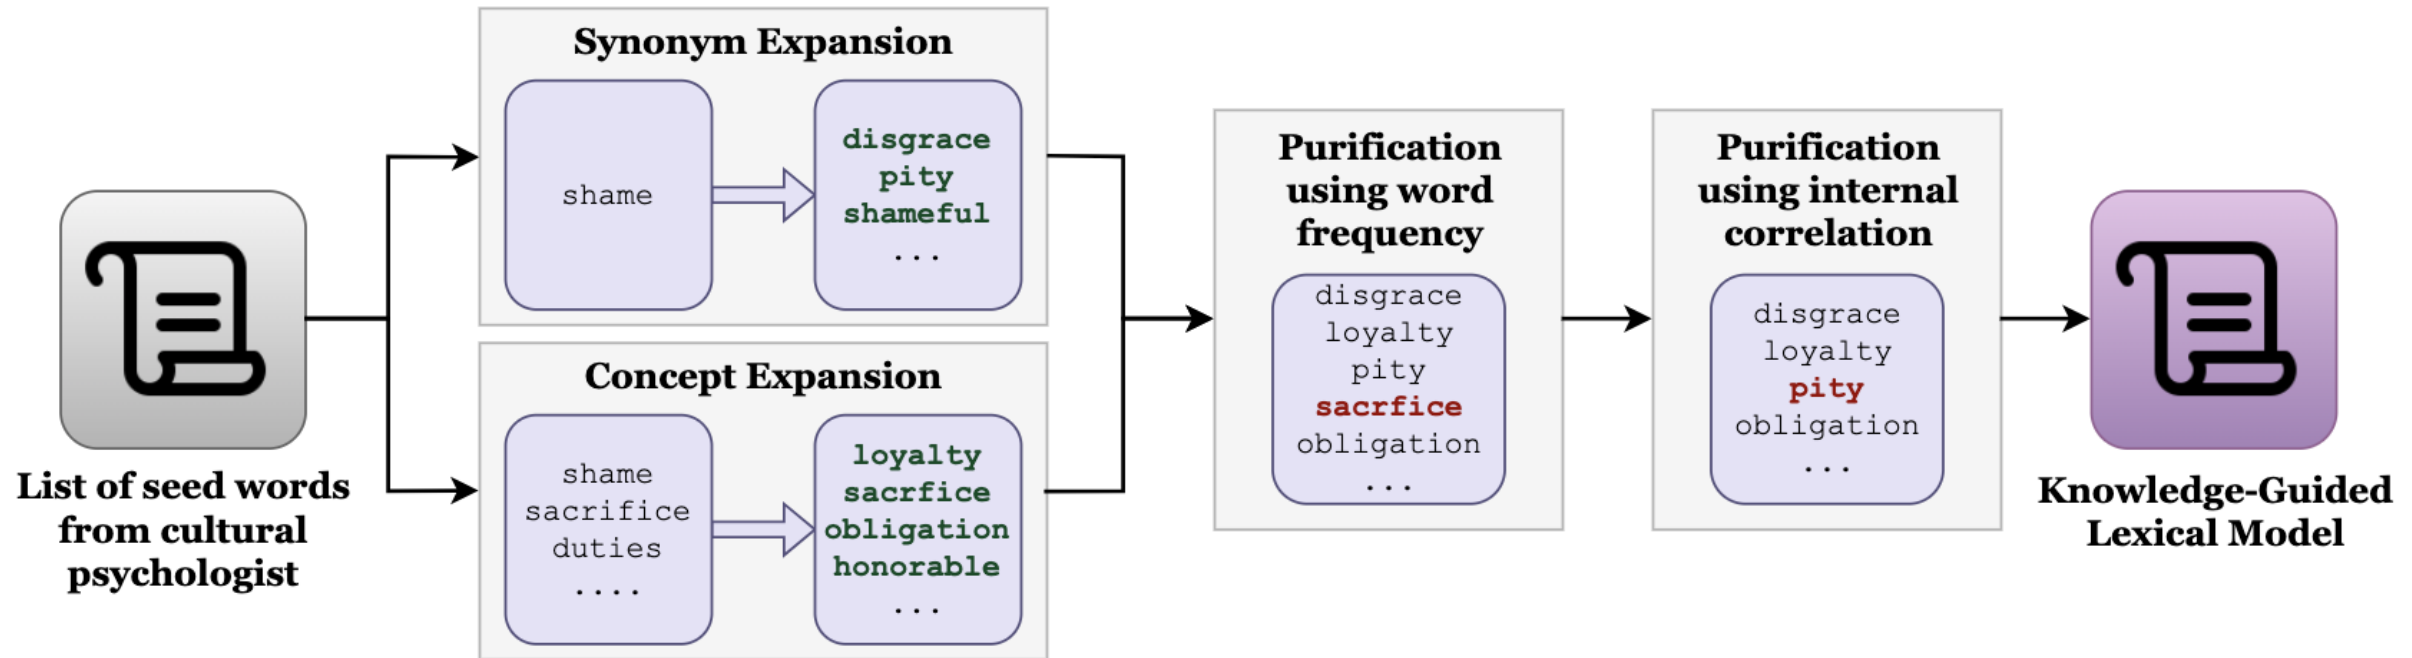 List of seed words
from cultural
psychologist
Synonym Expansion
shame
disgrace
pity
shameful
...
Concept Expansion
shame
sacrifice
duties
....
loyalty
sacrfice
obligation
honorable
...
Purification
using word
frequency
disgrace
loyalty
pity
sacrfice
obligation
...
Purification
using internal
correlation
disgrace
loyalty
pity
obligation
...
Knowledge-Guided
Lexical Model